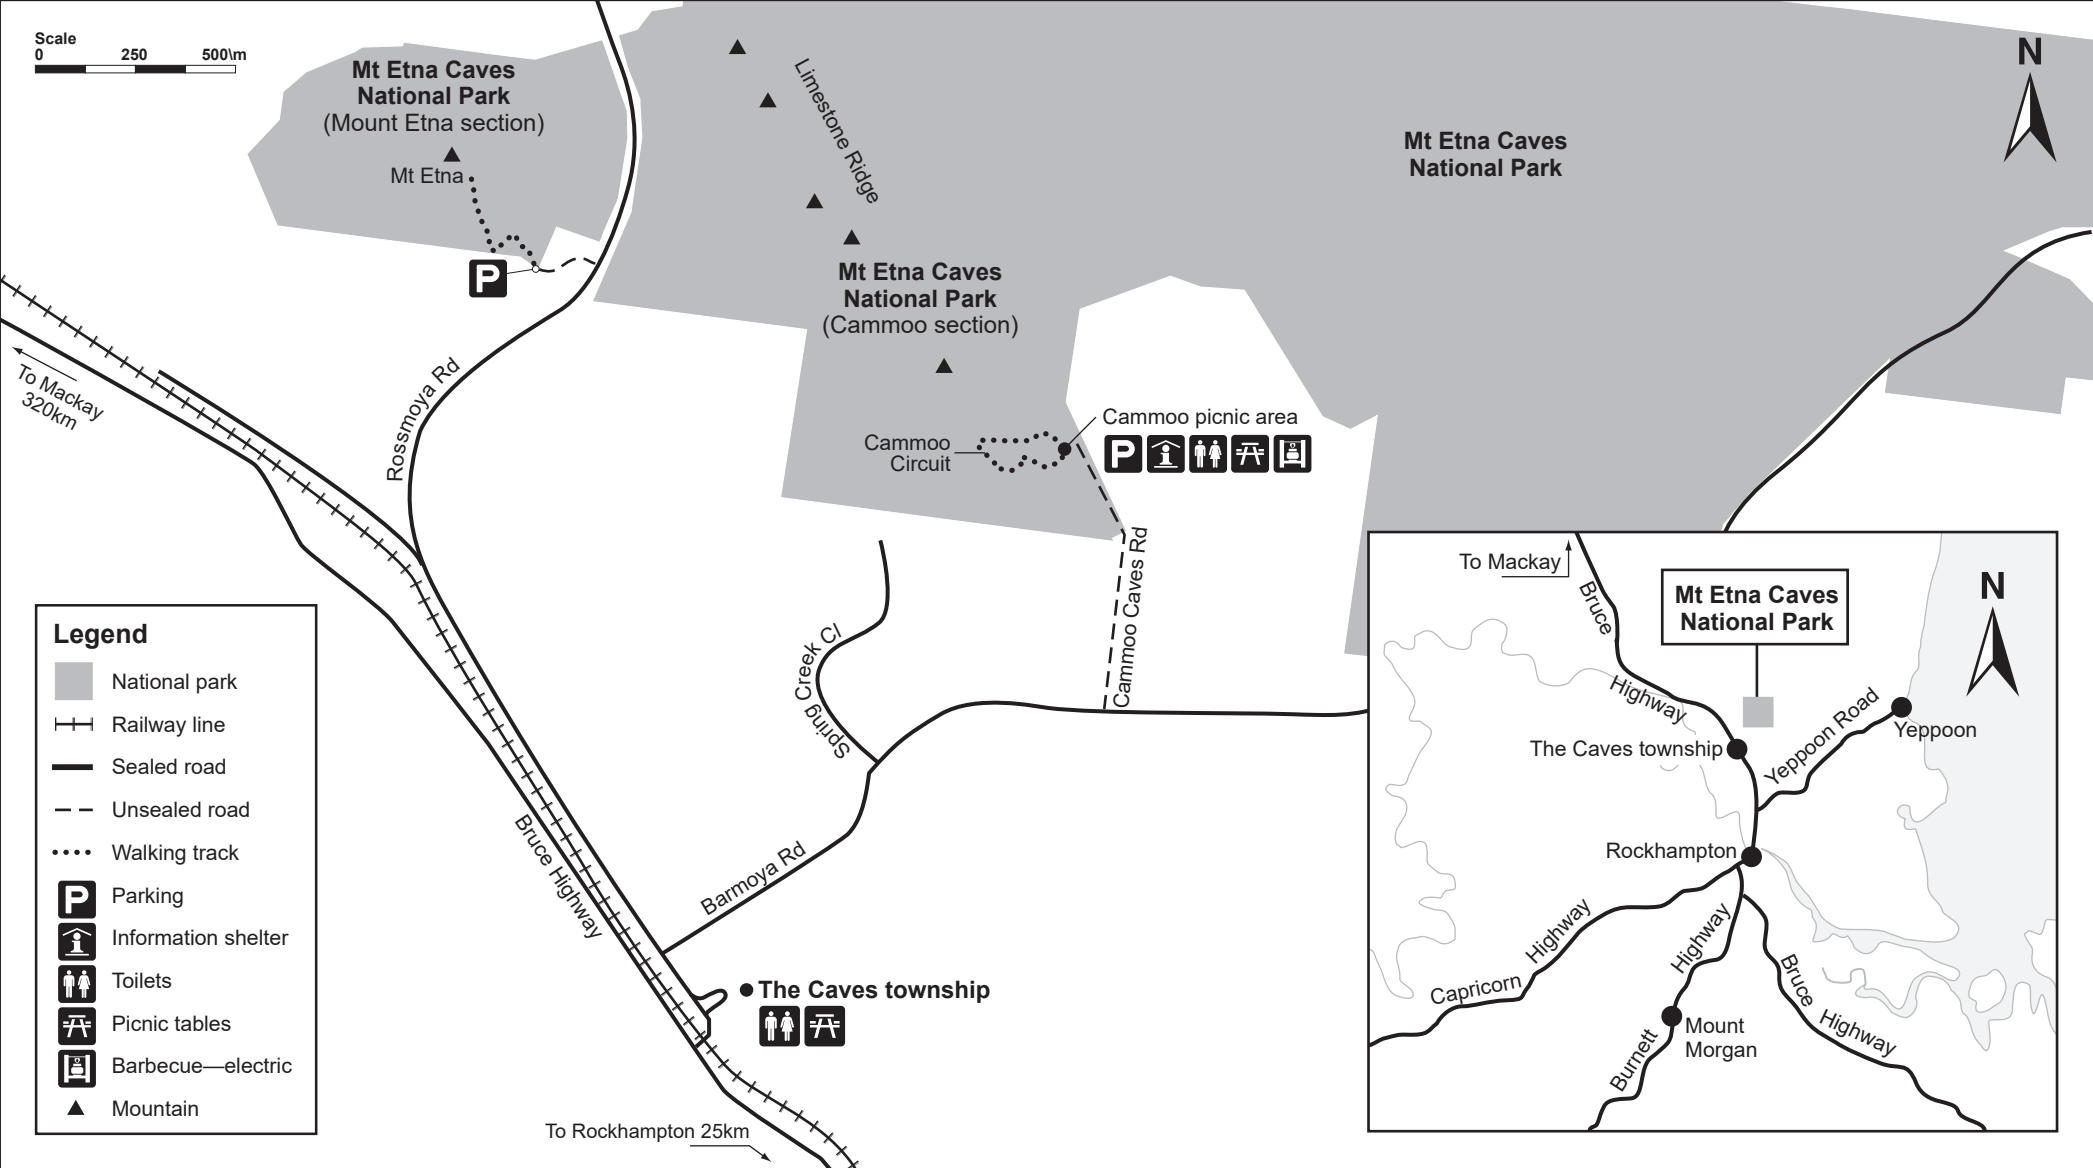 Scale
0 250 500\m
Mt Etna Caves
National Park
(Mount Etna section)
Mt Etna
P
Limestone Ridge
Mt Etna Caves
National Park
N
Mt Etna Caves
National Park
(Cammoo section)
To Mackay
320km
Rossmoya Rd
Cammoo picnic area
P
Cammoo
Circuit
Cammoo Caves Rd
Spring Creek Cl
Barmoya Rd
Bruce Highway
The Caves township
To Rockhampton 25km
Legend
National park
Railway line
Sealed road
Unsealed road
Walking track
P Parking
Information shelter
Toilets
Picnic tables
Barbecue—electric
Mountain
To Mackay
Bruce
Highway
Mt Etna Caves
National Park
N
The Caves township
Yeppoon Road
Yeppoon
Rockhampton
Capricorn
Highway
Highway
Burnett
Mount
Morgan
Bruce
Highway